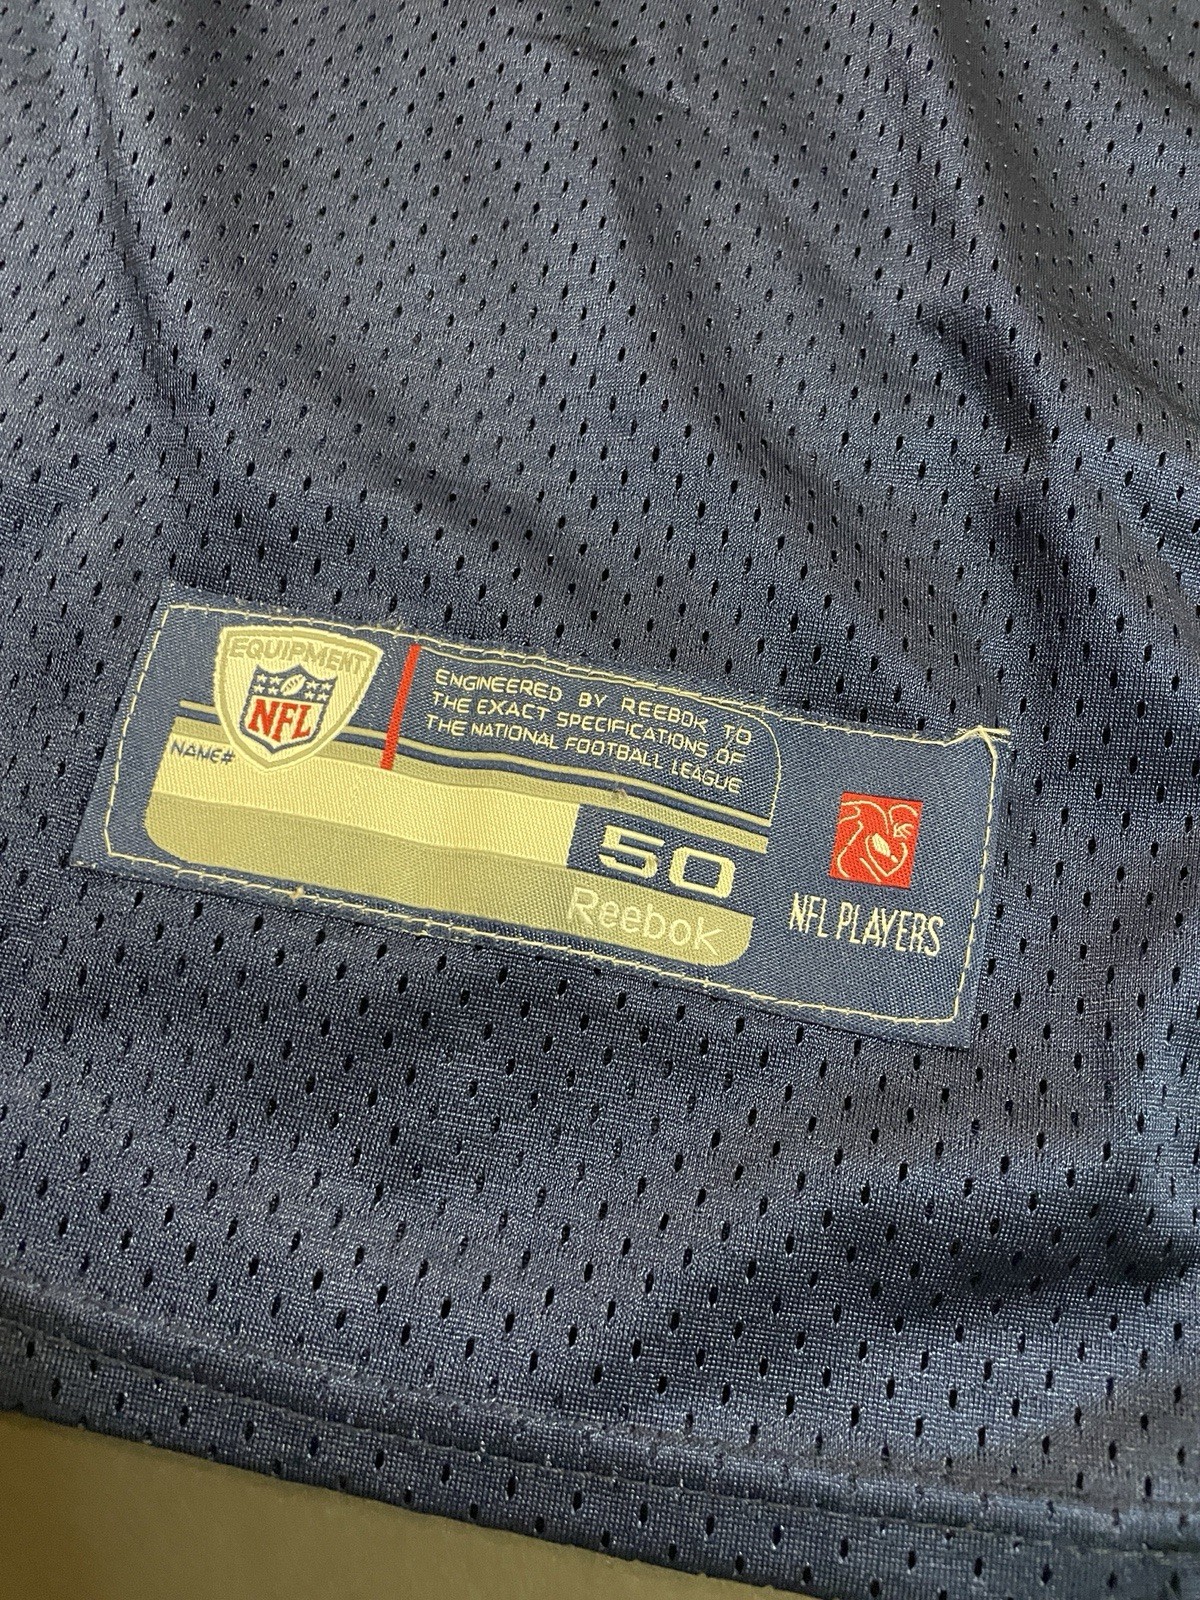 EQUIPMENT
NFL
ENGINEERED BY REEBOK TO
THE EXACT SPECIFICATIONS OF
THE NATIONAL FOOTBALL LEAGUE
NAME#
50
Reebok
NFL PLAYERS